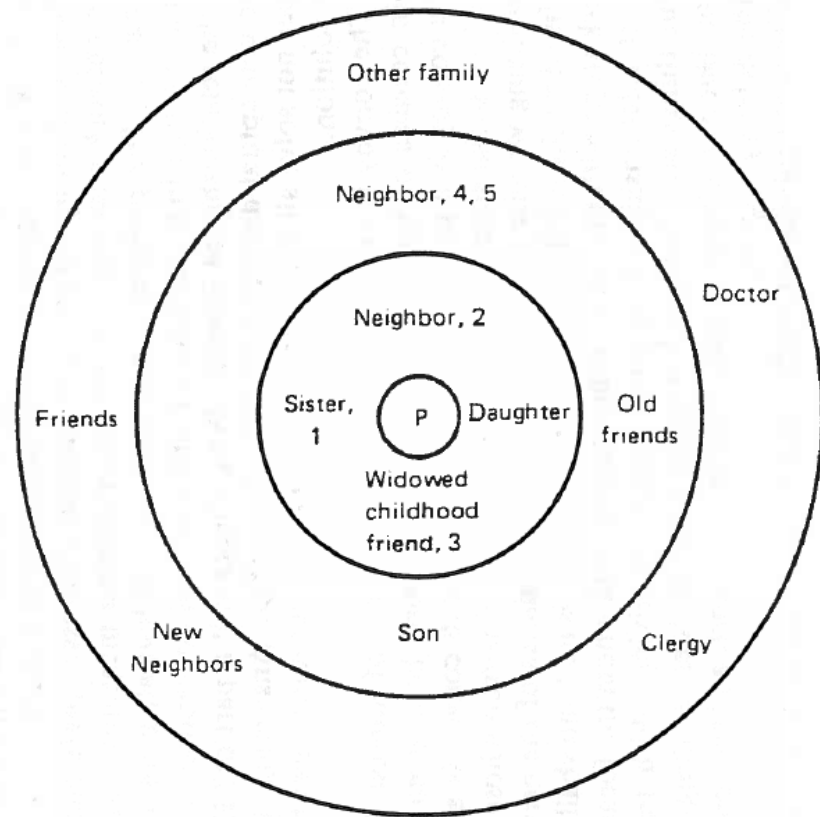 Other family
Neighbor, 4, 5
Doctor
Neighbor, 2
Sister,
1
P
Daughter
Old
friends
Friends
Widowed
childhood
friend, 3
New
Neighbors
Son
Clergy